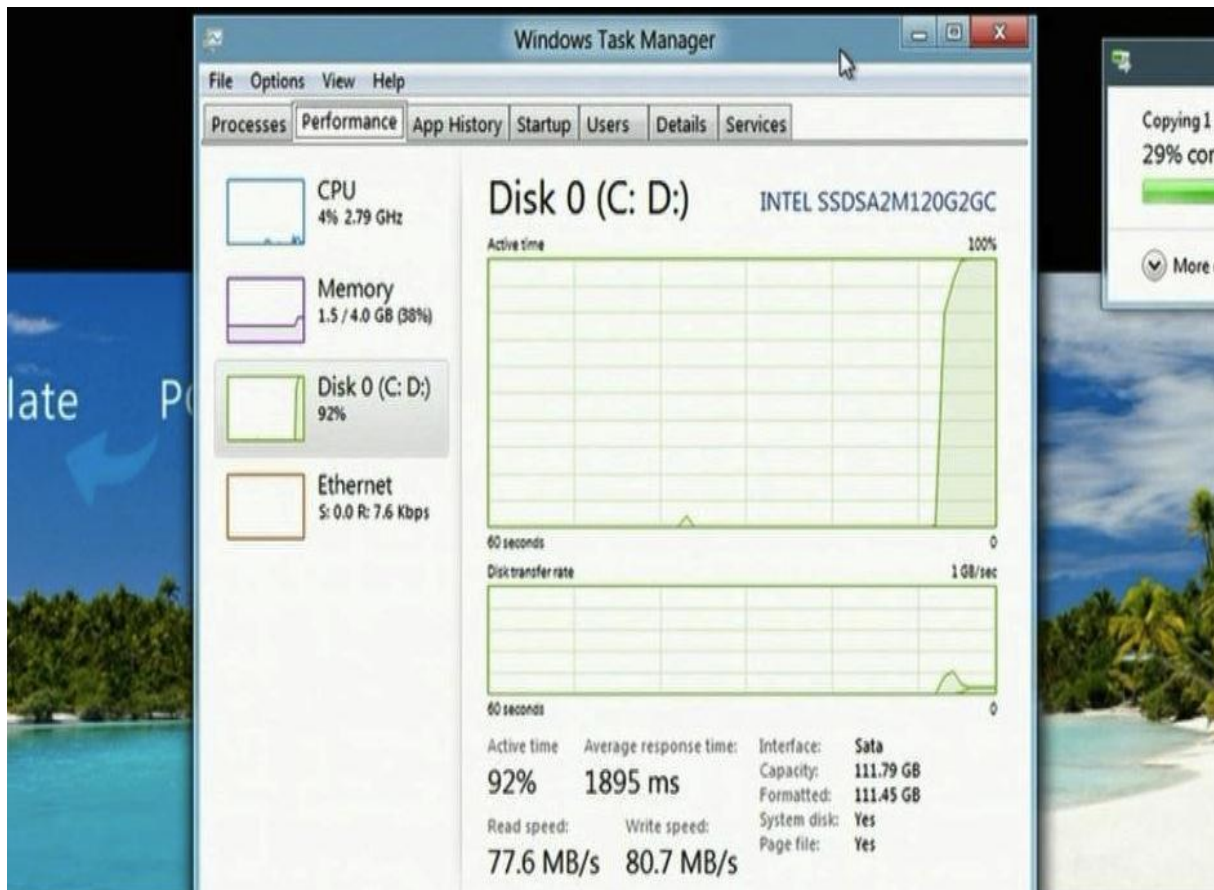 Windows Task Manager
File Options View Help
Processes Performance App History Startup Users Details Services
CPU
4% 2.79 GHz
Memory
1.5 / 4.0 GB (38%)
Disk 0 (C: D:)
92%
Ethernet
S: 0.0 R: 7.6 Kbps
Disk 0 (C: D:) INTEL SSDSA2M120G2GC
Active time 100%
60 seconds 0
Disk transfer rate 1 GB/sec
60 seconds 0
Active time Average response time:
92% 1895 ms
Read speed: Write speed:
77.6 MB/s 80.7 MB/s
Interface: Sata
Capacity: 111.79 GB
Formatted: 111.45 GB
System disk: Yes
Page file: Yes
Copying 1
29% com
More
late